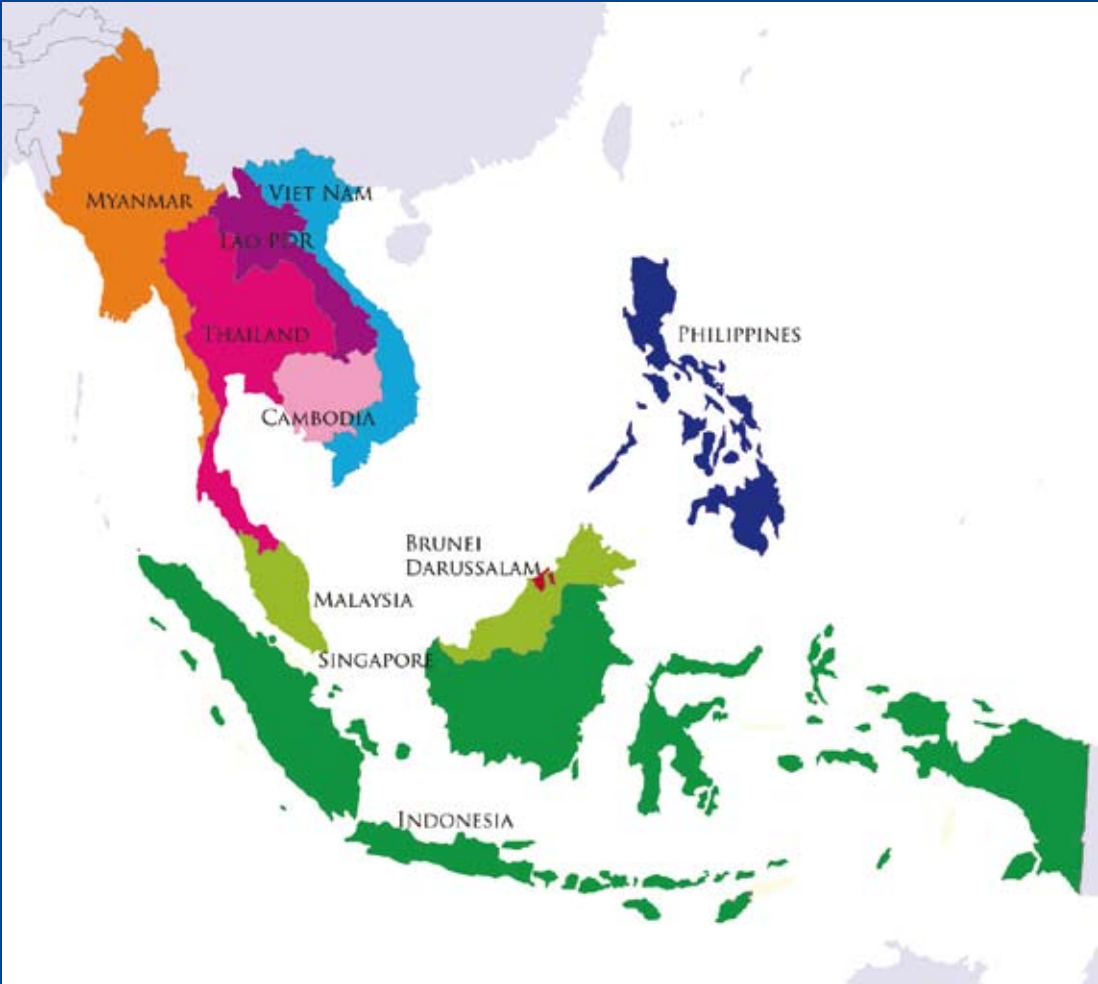 MYANMAR
VIET NAM
LAO PDR
THAILAND
PHILIPPINES
CAMBODIA
BRUNEI
DARUSSALAM
MALAYSIA
SINGAPORE
INDONESIA